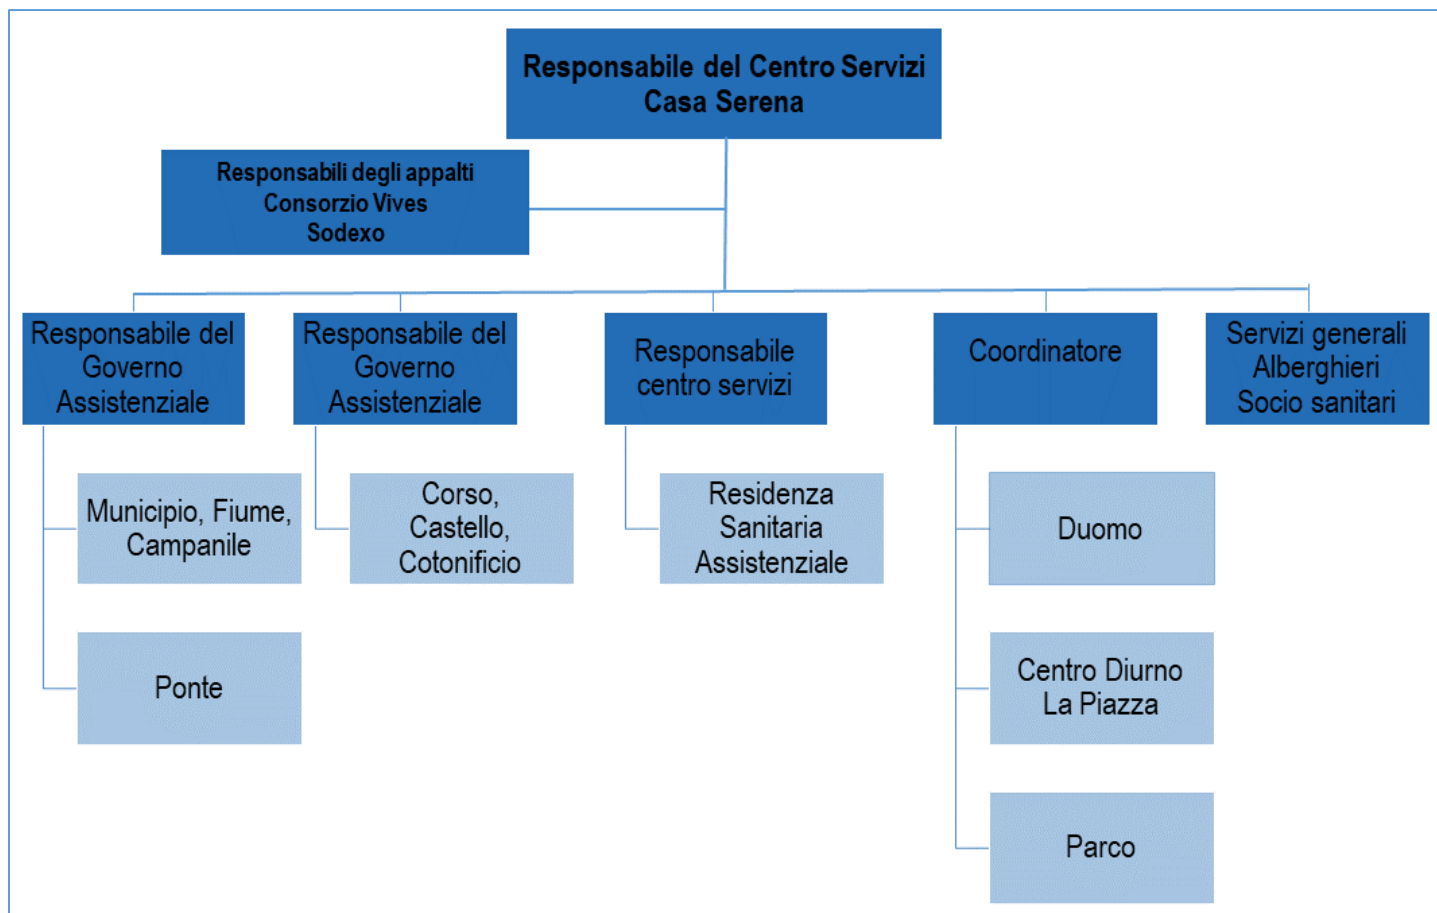 Responsabile del Centro Servizi
Casa Serena
Responsabili degli appalti
Consorzio Vives
Sodexo
Responsabile del
Governo
Assistenziale
Responsabile del
Governo
Assistenziale
Responsabile
centro servizi
Coordinatore
Servizi generali
Alberghieri
Socio sanitari
Municipio, Fiume,
Campanile
Corso,
Castello,
Cotonificio
Residenza
Sanitaria
Assistenziale
Duomo
Ponte
Centro Diurno
La Piazza
Parco